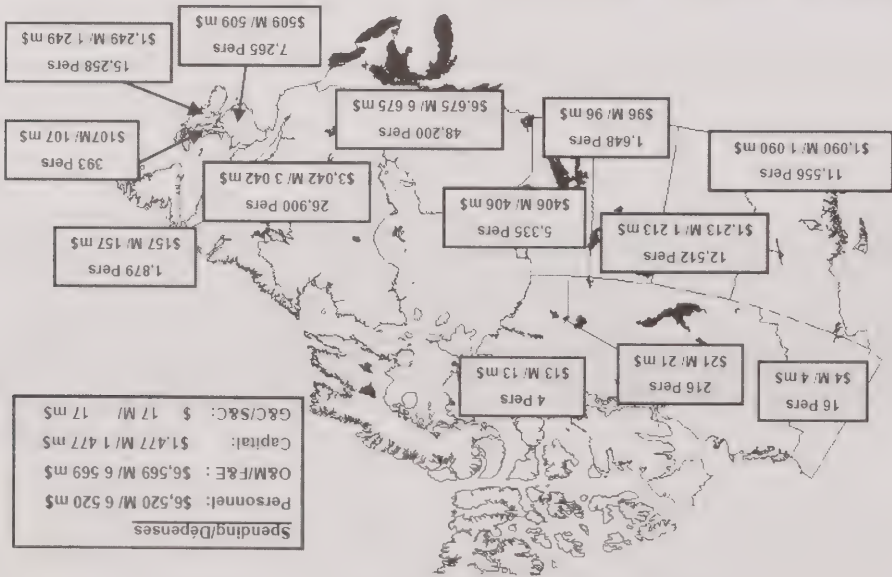 Spending/Dépenses
Personnel: $6,520 M/ 6 520 m$
O&M/F&E : $6,569 M/ 6 569 m$
Capital: $1,477 M/ 1 477 m$
G&C/S&C: $ 17 M/ 17 m$
16 Pers
$4 M/ 4 m$
216 Pers
$21 M/ 21 m$
4 Pers
$13 M/ 13 m$
1,879 Pers
$157 M/ 157 m$
12,512 Pers
$1,213 M/ 1 213 m$
5,335 Pers
$406 M/ 406 m$
26,900 Pers
$3,042 M/ 3 042 m$
11,556 Pers
$1,090 M/ 1 090 m$
1,648 Pers
$96 M/ 96 m$
48,200 Pers
$6,675 M/ 6 675 m$
393 Pers
$107M/ 107 m$
7,265 Pers
$509 M/ 509 m$
15,258 Pers
$1,249 M/ 1 249 m$